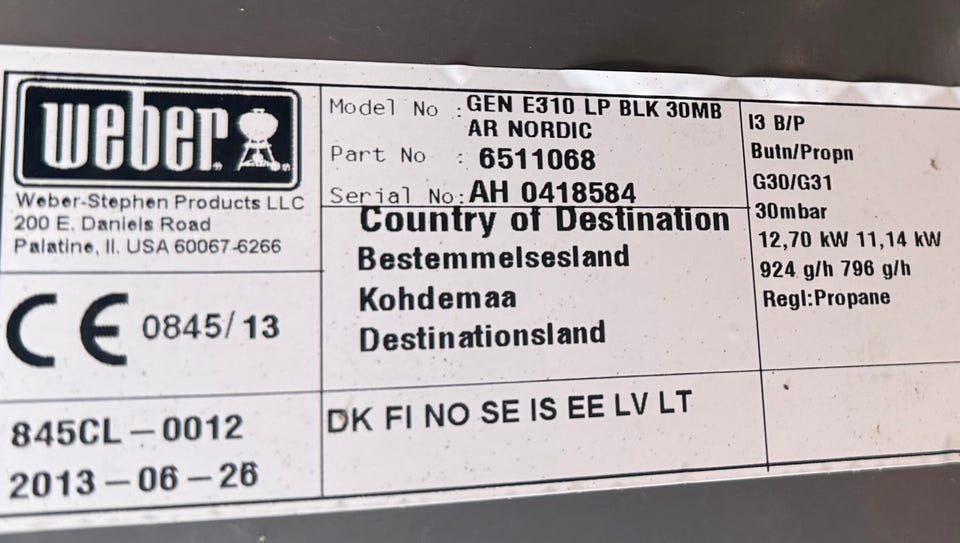 weber
Weber-Stephen Products LLC
200 E. Daniels Road
Palatine, Il. USA 60067-6266
CE 0845/13
845CL-0012
2013-06-26
Model No : GEN E310 LP BLK 30MB
AR NORDIC
Part No : 6511068
Serial No: AH 0418584
Country of Destination
Bestemmelsesland
Kohdemaa
Destinationsland
DK FI NO SE IS EE LV LT
I3 B/P
Butn/Propn
G30/G31
30mbar
12,70 kW 11,14 kW
924 g/h 796 g/h
Regl:Propane